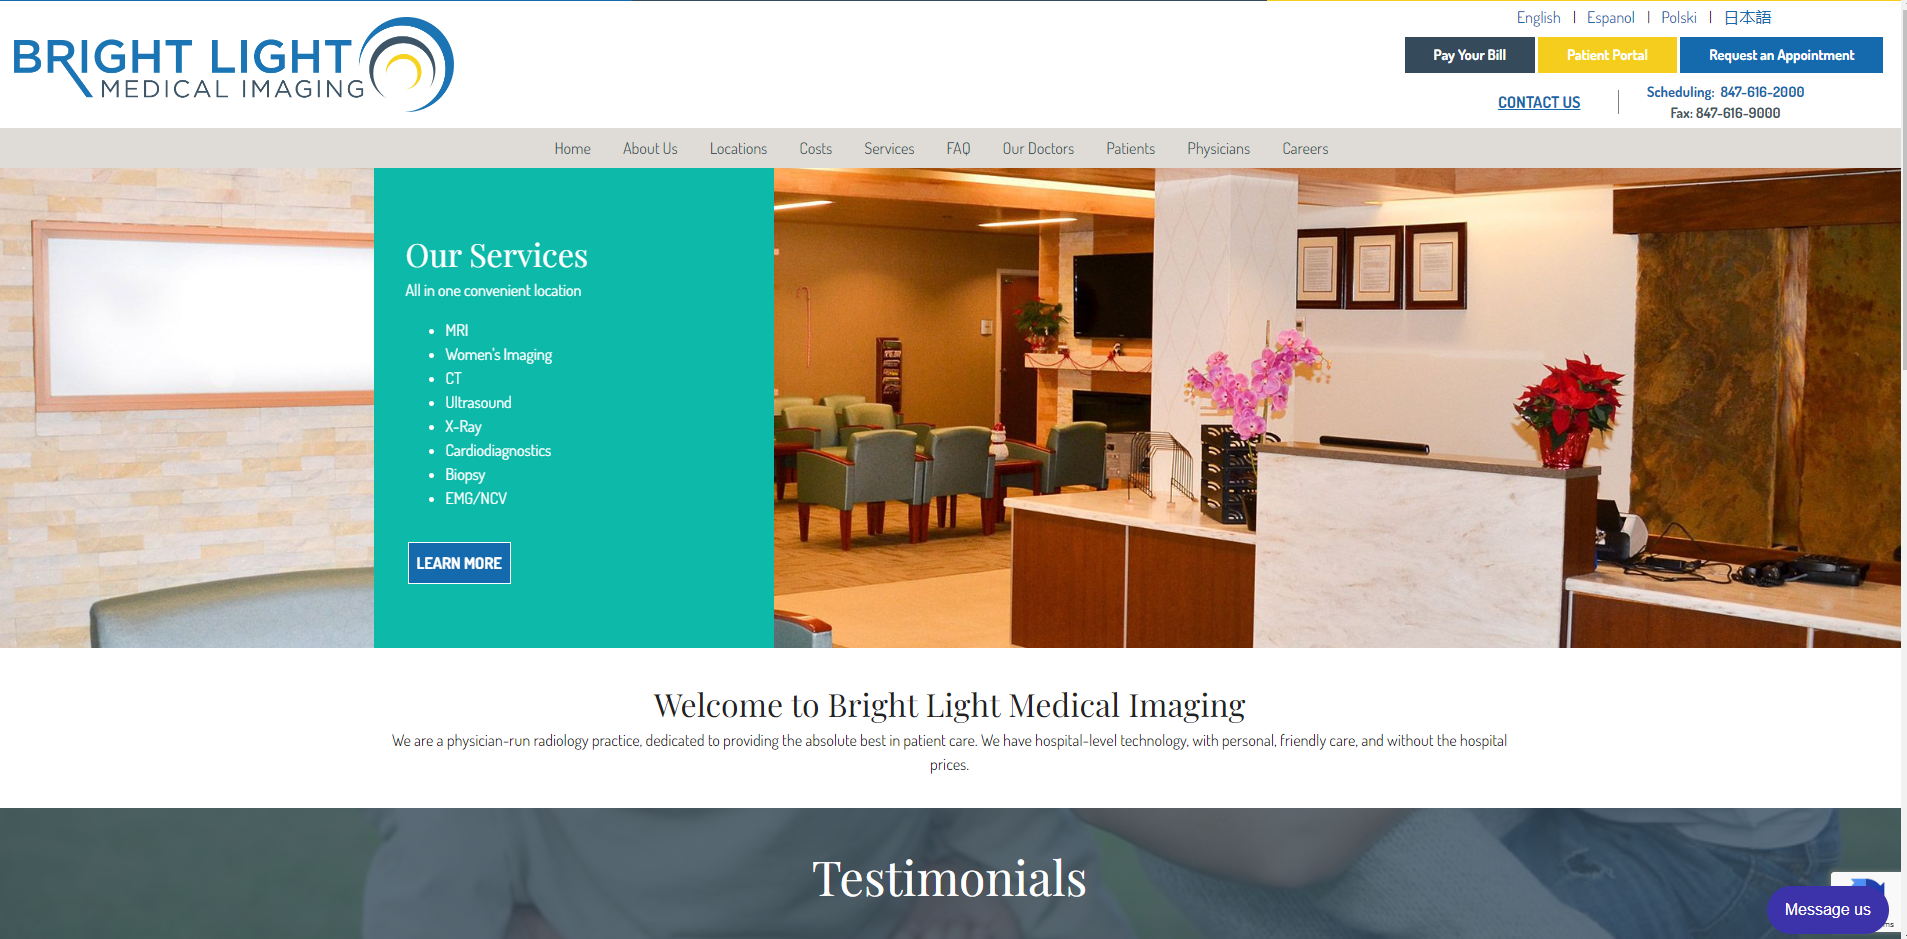 BRIGHT LIGHT
MEDICAL IMAGING
English | Espanol | Polski | 日本語
Pay Your Bill
Patient Portal
Request an Appointment
CONTACT US
Scheduling: 847-616-2000
Fax: 847-616-9000
Home
About Us
Locations
Costs
Services
FAQ
Our Doctors
Patients
Physicians
Careers
Our Services
All in one convenient location
• MRI
• Women's Imaging
• CT
• Ultrasound
• X-Ray
• Cardiodiagnostics
• Biopsy
• EMG/NCV
LEARN MORE
Welcome to Bright Light Medical Imaging
We are a physician-run radiology practice, dedicated to providing the absolute best in patient care. We have hospital-level technology, with personal, friendly care, and without the hospital
prices.
Testimonials
Message us